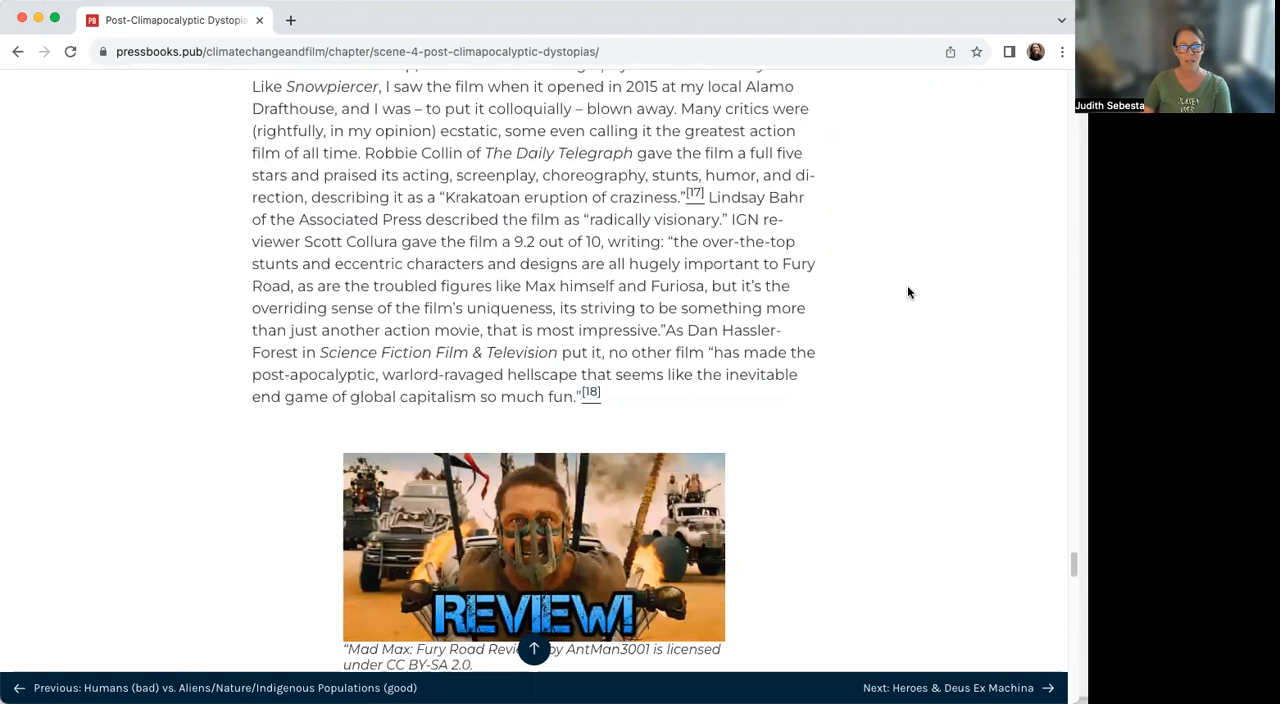 Post-Climapocalyptic Dystopia
pressbooks.pub/climatechangeandfilm/chapter/scene-4-post-climapocalyptic-dystopias/
Judith Sebesta
Like Snowpiercer, I saw the film when it opened in 2015 at my local Alamo
Drafthouse, and I was – to put it colloquially – blown away. Many critics were
(rightfully, in my opinion) ecstatic, some even calling it the greatest action
film of all time. Robbie Collin of The Daily Telegraph gave the film a full five
stars and praised its acting, screenplay, choreography, stunts, humor, and di-
rection, describing it as a “Krakatoan eruption of craziness.”[17] Lindsay Bahr
of the Associated Press described the film as “radically visionary.” IGN re-
viewer Scott Collura gave the film a 9.2 out of 10, writing: “the over-the-top
stunts and eccentric characters and designs are all hugely important to Fury
Road, as are the troubled figures like Max himself and Furiosa, but it’s the
overriding sense of the film’s uniqueness, its striving to be something more
than just another action movie, that is most impressive.”As Dan Hassler-
Forest in Science Fiction Film & Television put it, no other film “has made the
post-apocalyptic, warlord-ravaged hellscape that seems like the inevitable
end game of global capitalism so much fun.”[18]
REVIEW!
“Mad Max: Fury Road by AntMan3001 is licensed
under CC BY-SA 2.0.
Previous: Humans (bad) vs. Aliens/Nature/Indigenous Populations (good)
Next: Heroes & Deus Ex Machina